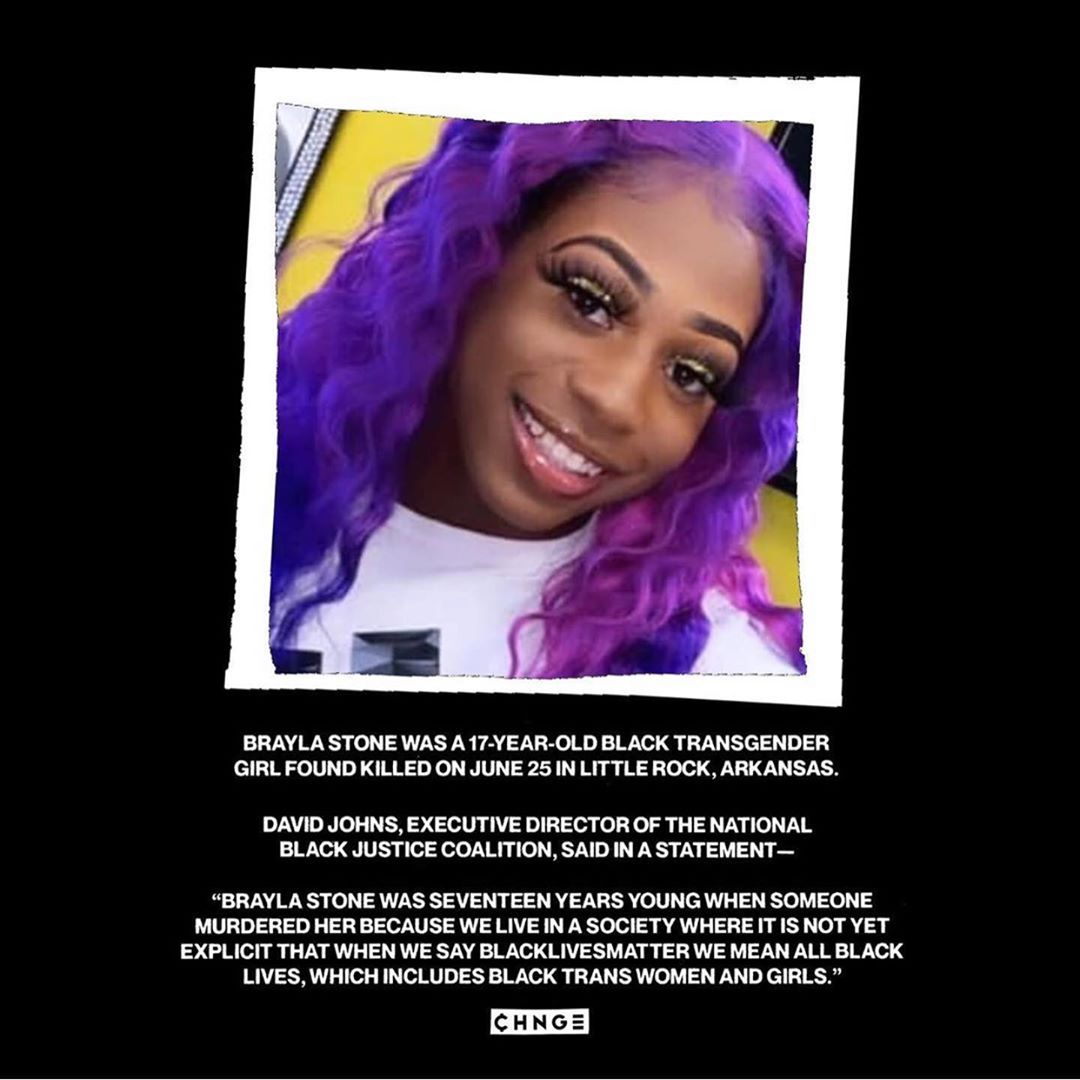 BRAYLA STONE WAS A 17-YEAR-OLD BLACK TRANSGENDER
GIRL FOUND KILLED ON JUNE 25 IN LITTLE ROCK, ARKANSAS.
DAVID JOHNS, EXECUTIVE DIRECTOR OF THE NATIONAL
BLACK JUSTICE COALITION, SAID IN A STATEMENT—
“BRAYLA STONE WAS SEVENTEEN YEARS YOUNG WHEN SOMEONE
MURDERED HER BECAUSE WE LIVE IN A SOCIETY WHERE IT IS NOT YET
EXPLICIT THAT WHEN WE SAY BLACKLIVESMATTER WE MEAN ALL BLACK
LIVES, WHICH INCLUDES BLACK TRANS WOMEN AND GIRLS.”
CHNGE